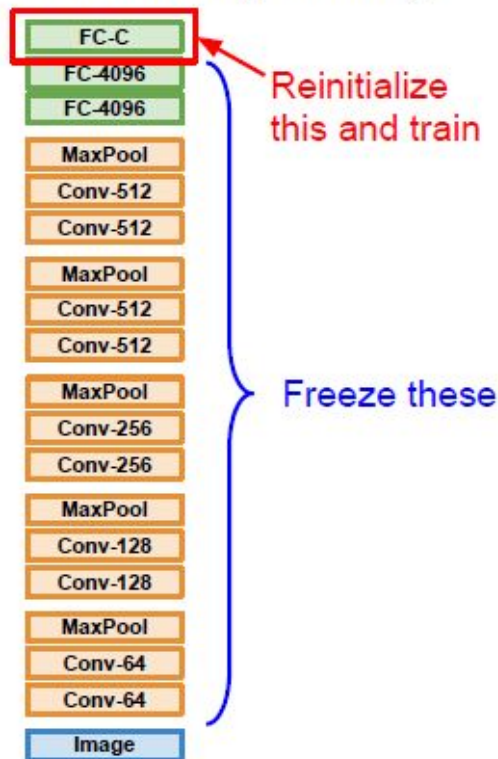 FC-C
FC-4096
FC-4096
Reinitialize
this and train
MaxPool
Conv-512
Conv-512
MaxPool
Conv-512
Conv-512
MaxPool
Conv-256
Conv-256
Freeze these
MaxPool
Conv-128
Conv-128
MaxPool
Conv-64
Conv-64
Image